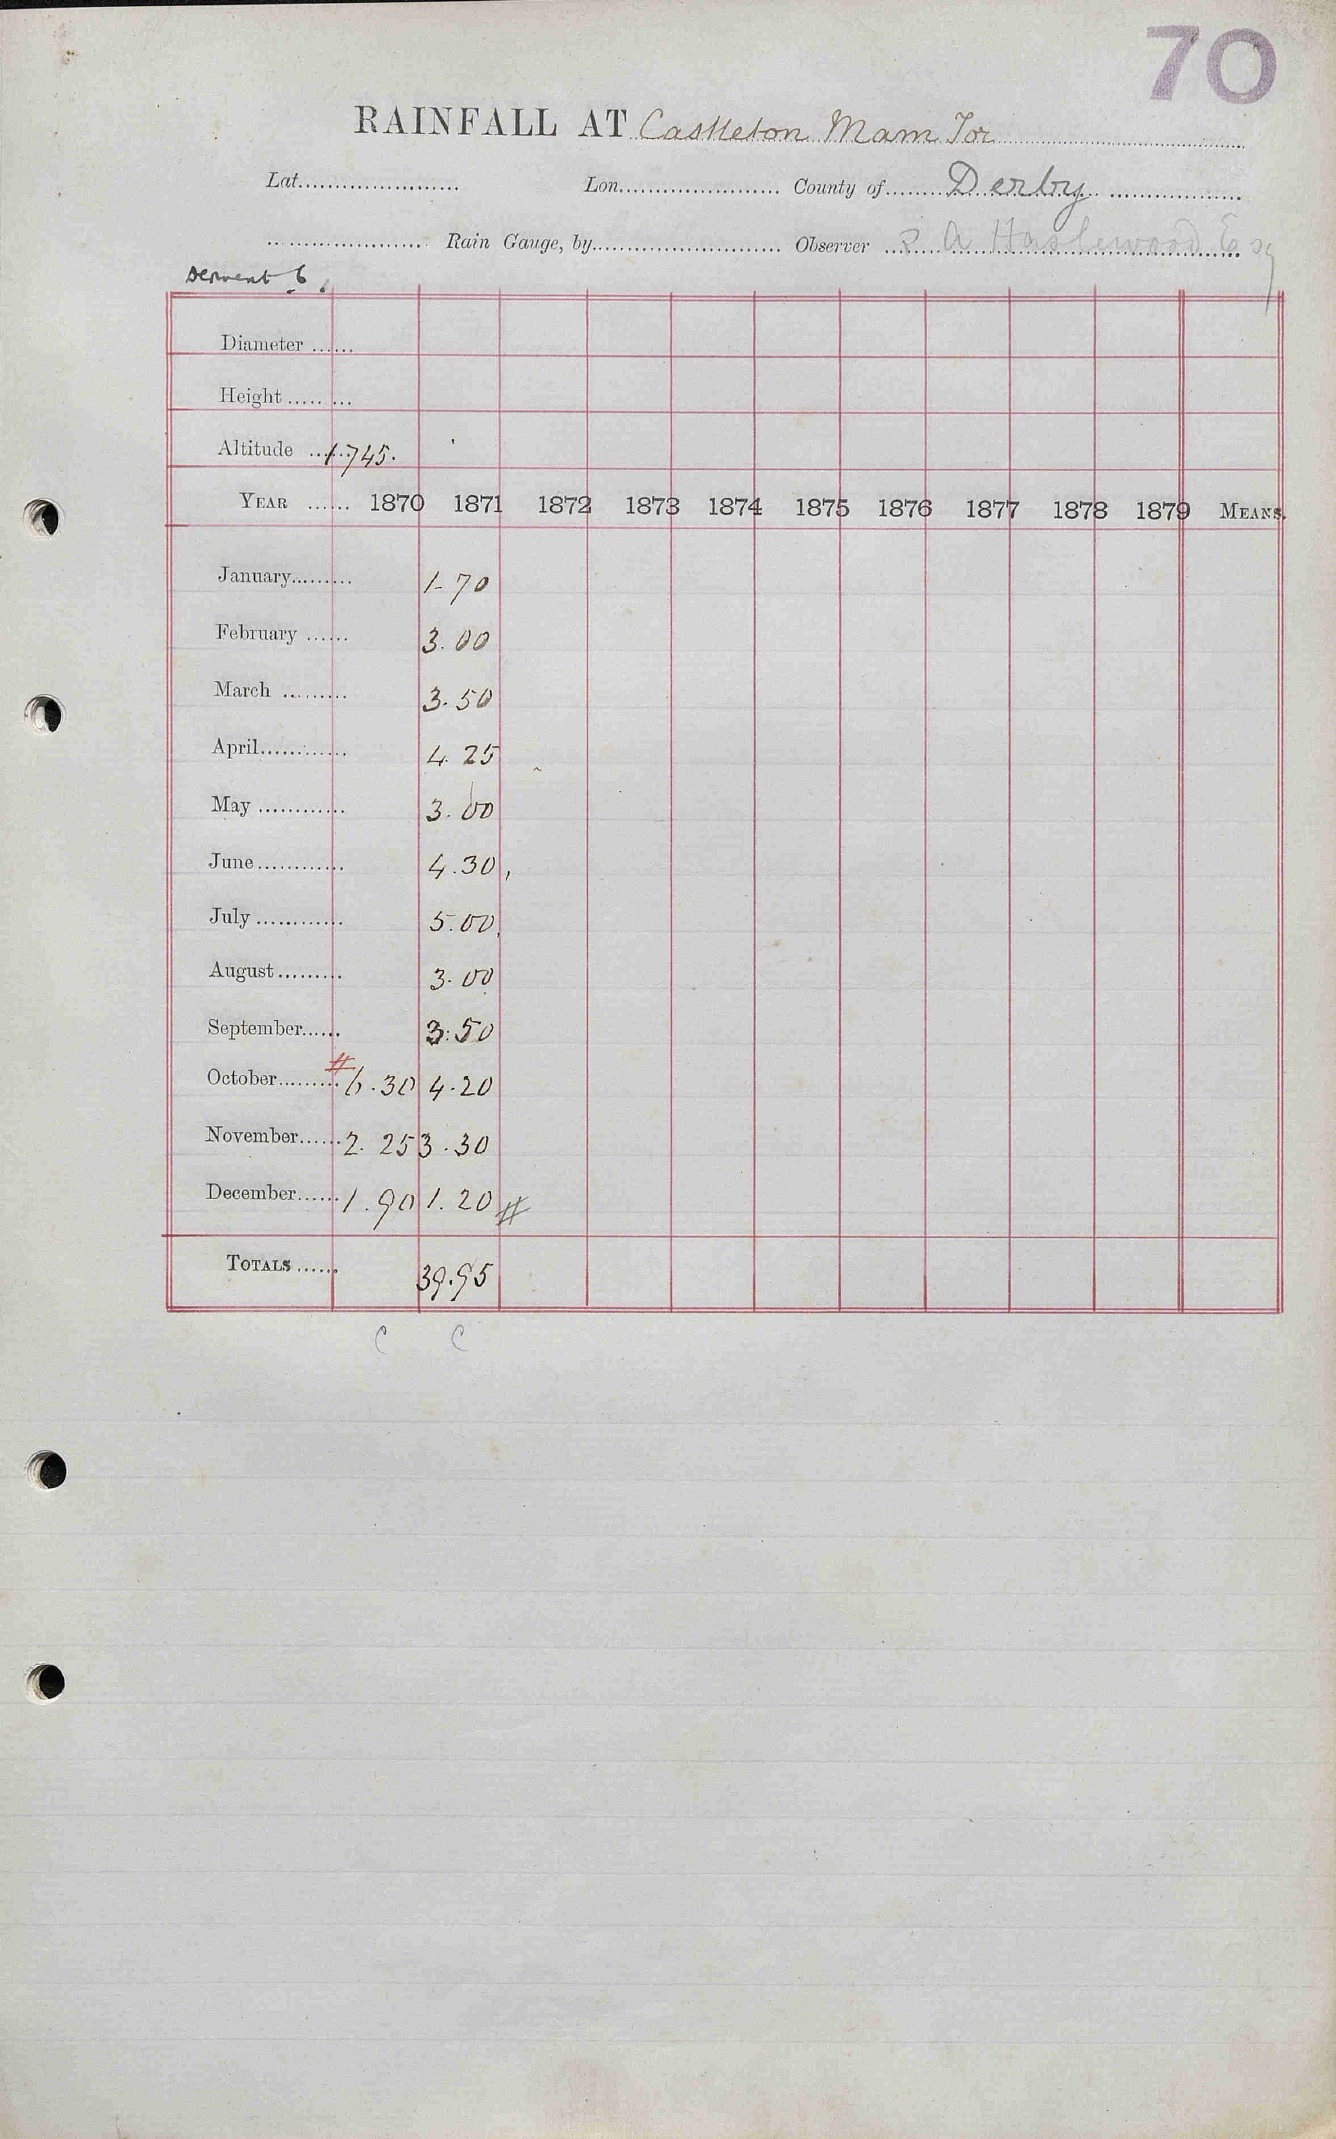 70
RAINFALL AT Castleton Mam Tor
Lat. Lon. County of Derby
Rain Gauge, by Observer R A Haslewood Esq
Derwent 6.
Diameter
Height
Altitude 1745.
YEAR 1870 1871 1872 1873 1874 1875 1876 1877 1878 1879 MEANS.
January 1.70
February 3.00
March 3.50
April 4.25
May 3.00
June 4.30
July 5.00
August 3.00
September 3.50
October # 6.30 4.20
November 2.25 3.30
December 1.90 1.20 #
TOTALS 39.95
C C